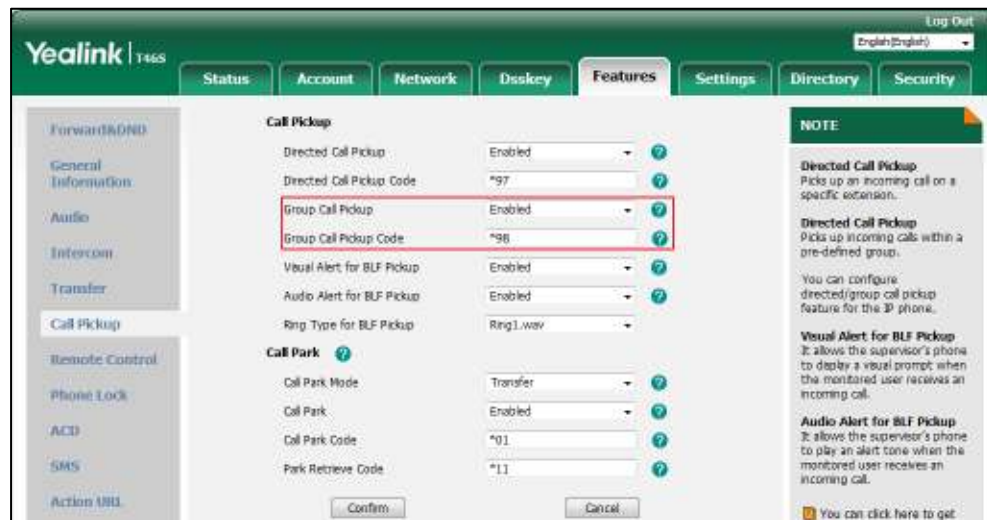 Log Out
English(English)
Yealink T46S
Status Account Network Dsskey Features Settings Directory Security
Forward&DND
General
Information
Audio
Intercom
Transfer
Call Pickup
Remote Control
Phone Lock
ACD
SMS
Action URL
Call Pickup
Directed Call Pickup Enabled
Directed Call Pickup Code *97
Group Call Pickup Enabled
Group Call Pickup Code *98
Visual Alert for BLF Pickup Enabled
Audio Alert for BLF Pickup Enabled
Ring Type for BLF Pickup Ring1.wav
Call Park
Call Park Mode Transfer
Call Park Enabled
Call Park Code *01
Park Retrieve Code *11
Confirm Cancel
NOTE
Directed Call Pickup
Picks up an incoming call on a
specific extension.
Directed Call Pickup
Picks up incoming calls within a
pre-defined group.
You can configure
directed/group call pickup
feature for the IP phone.
Visual Alert for BLF Pickup
It allows the supervisor's phone
to display a visual prompt when
the monitored user receives an
incoming call.
Audio Alert for BLF Pickup
It allows the supervisor's phone
to play an alert tone when the
monitored user receives an
incoming call.
You can click here to get